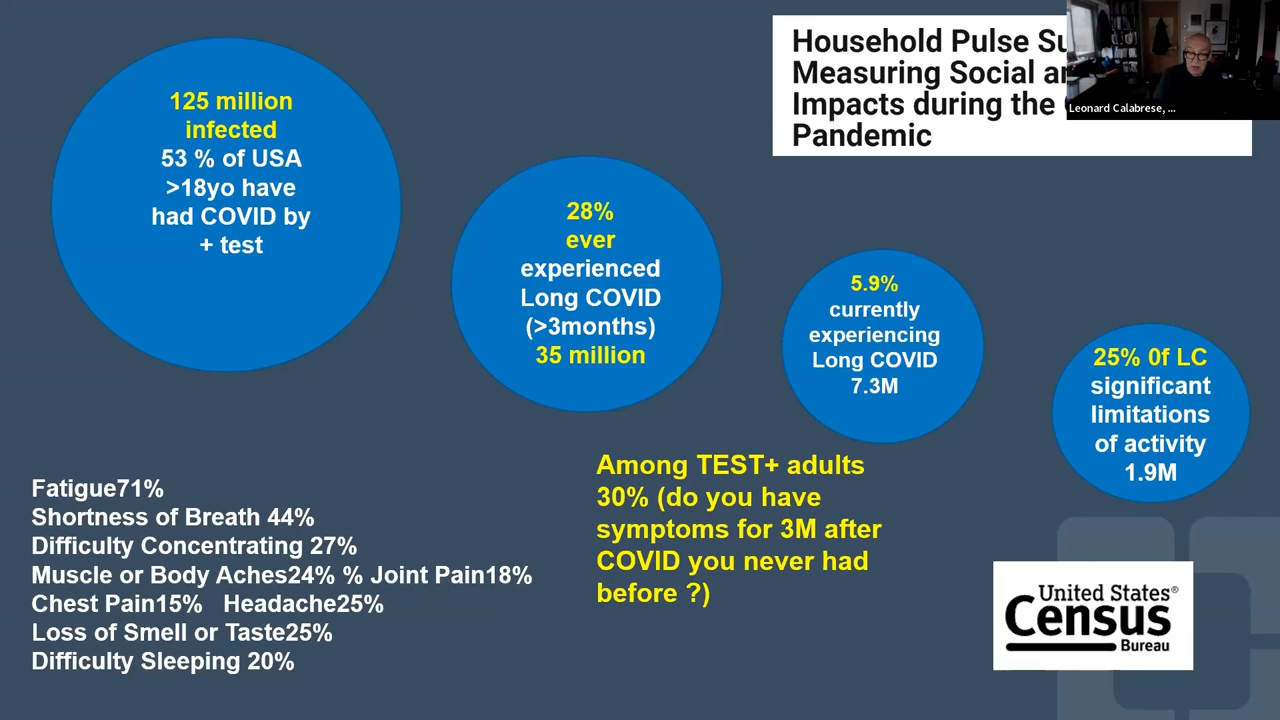 Household Pulse Su
Measuring Social a
Impacts during the
Pandemic
Leonard Calabrese, ...
125 million
infected
53 % of USA
>18yo have
had COVID by
+ test
28%
ever
experienced
Long COVID
(>3months)
35 million
5.9%
currently
experiencing
Long COVID
7.3M
25% 0f LC
significant
limitations
of activity
1.9M
Fatigue71%
Shortness of Breath 44%
Difficulty Concentrating 27%
Muscle or Body Aches24% % Joint Pain18%
Chest Pain15% Headache25%
Loss of Smell or Taste25%
Difficulty Sleeping 20%
Among TEST+ adults
30% (do you have
symptoms for 3M after
COVID you never had
before ?)
United States®
Census
Bureau